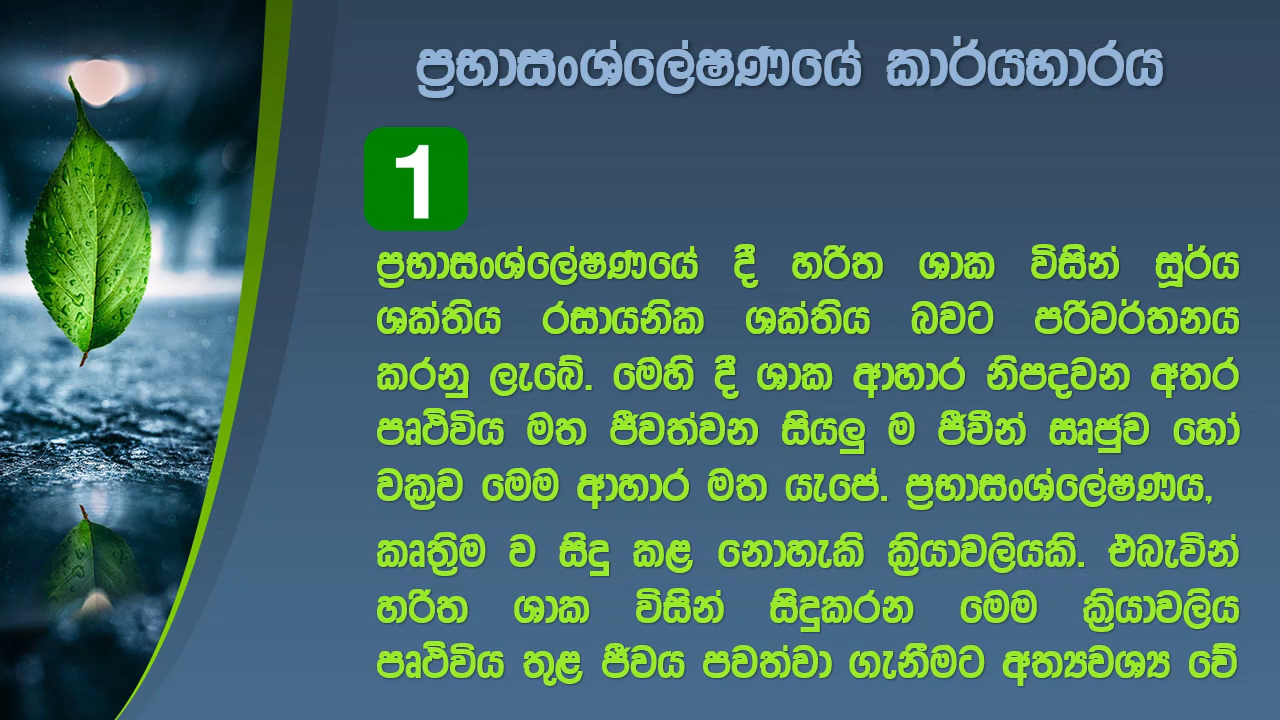 ප්‍රභාසංශ්ලේෂණයේ කාර්යභාරය
1
ප්‍රභාසංශ්ලේෂණයේ දී හරිත ශාක විසින් සූර්ය
ශක්තිය රසායනික ශක්තිය බවට පරිවර්තනය
කරනු ලැබේ. මෙහි දී ශාක ආහාර නිපදවන අතර
පෘථිවිය මත ජීවත්වන සියලු ම ජීවීන් ඍජුව හෝ
වක්‍රව මෙම ආහාර මත යැපේ. ප්‍රභාසංශ්ලේෂණය,
කෘත්‍රිම ව සිදු කළ නොහැකි ක්‍රියාවලියකි. එබැවින්
හරිත ශාක විසින් සිදුකරන මෙම ක්‍රියාවලිය
පෘථිවිය තුළ ජීවය පවත්වා ගැනීමට අත්‍යවශ්‍ය වේ